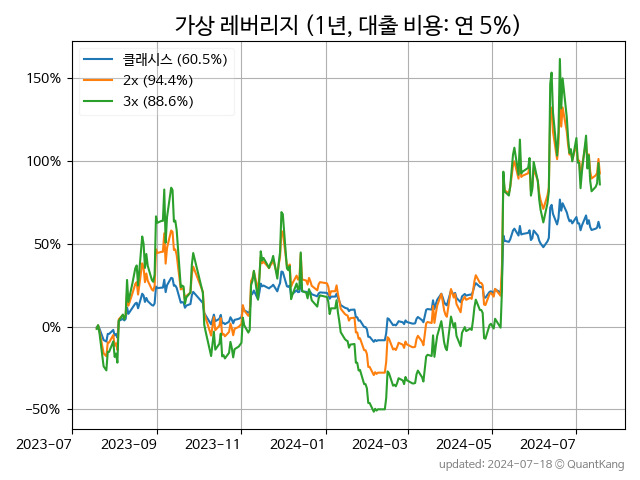 가상 레버리지 (1년, 대출 비용: 연 5%)
클래시스 (60.5%)
2x (94.4%)
3x (88.6%)
150%
100%
50%
0%
−50%
2023-07 2023-09 2023-11 2024-01 2024-03 2024-05 2024-07
updated: 2024-07-18 © QuantKang